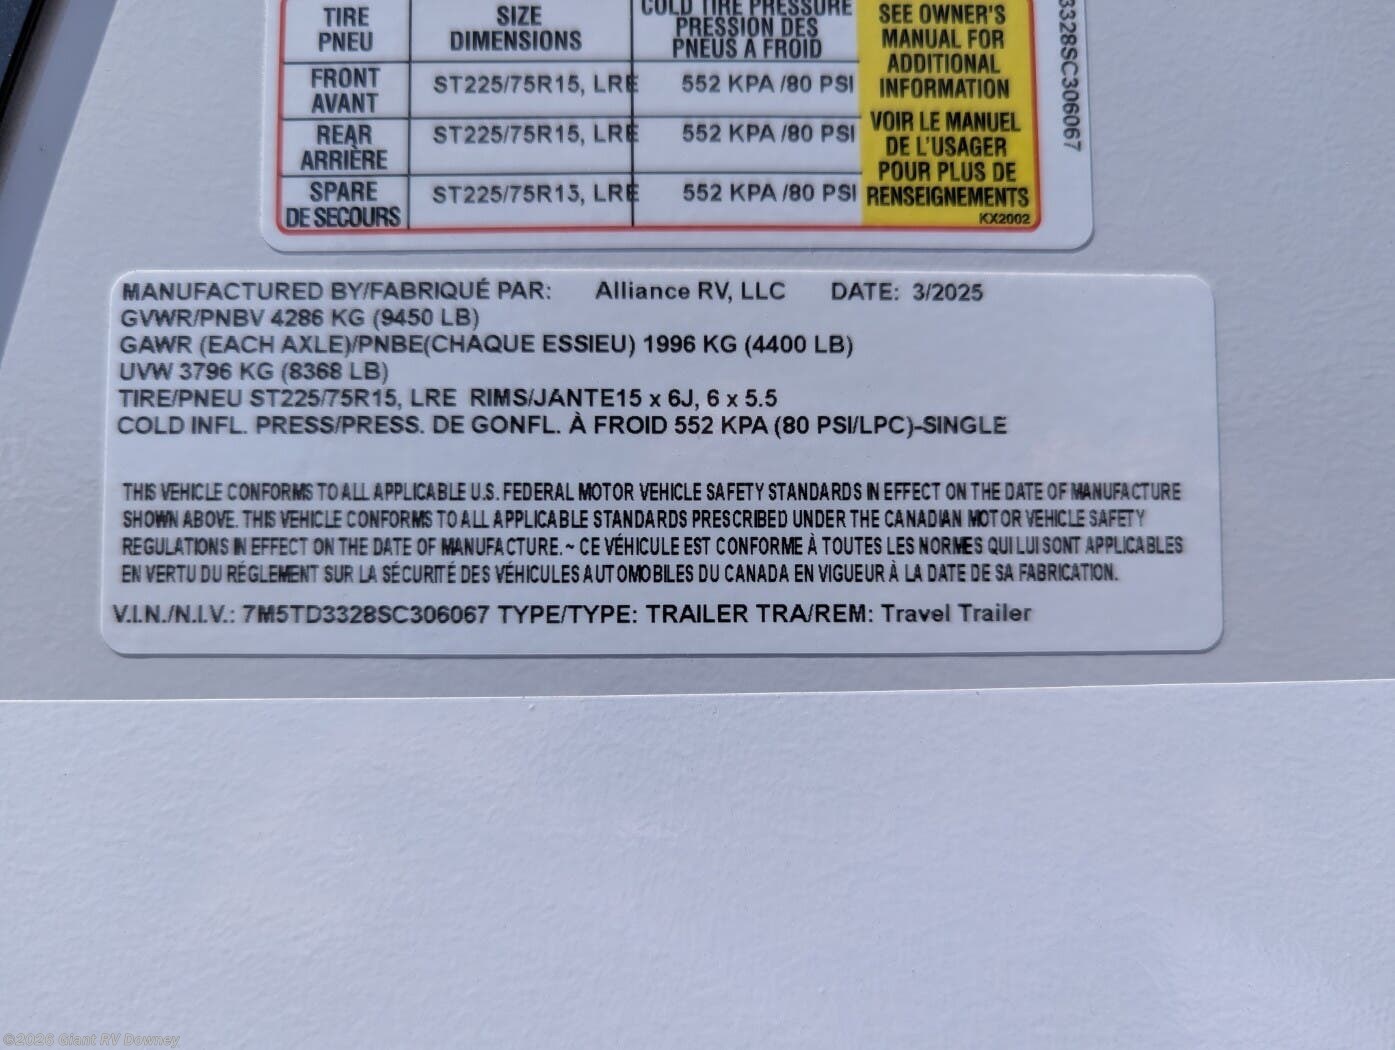 TIRE PNEU
SIZE DIMENSIONS
COLD TIRE PRESSURE PRESSION DES PNEUS A FROID
SEE OWNER'S
MANUAL FOR
ADDITIONAL
INFORMATION
VOIR LE MANUEL
DE L'USAGER
POUR PLUS DE
RENSEIGNEMENTS
KX2002
FRONT AVANT ST225/75R15, LRE 552 KPA /80 PSI
REAR ARRIÈRE ST225/75R15, LRE 552 KPA /80 PSI
SPARE DE SECOURS ST225/75R15, LRE 552 KPA /80 PSI
3328SC306067
MANUFACTURED BY/FABRIQUÉ PAR: Alliance RV, LLC DATE: 3/2025
GVWR/PNBV 4286 KG (9450 LB)
GAWR (EACH AXLE)/PNBE(CHAQUE ESSIEU) 1996 KG (4400 LB)
UVW 3796 KG (8368 LB)
TIRE/PNEU ST225/75R15, LRE RIMS/JANTE15 x 6J, 6 x 5.5
COLD INFL. PRESS/PRESS. DE GONFL. À FROID 552 KPA (80 PSI/LPC)-SINGLE
THIS VEHICLE CONFORMS TO ALL APPLICABLE U.S. FEDERAL MOTOR VEHICLE SAFETY STANDARDS IN EFFECT ON THE DATE OF MANUFACTURE
SHOWN ABOVE. THIS VEHICLE CONFORMS TO ALL APPLICABLE STANDARDS PRESCRIBED UNDER THE CANADIAN MOTOR VEHICLE SAFETY
REGULATIONS IN EFFECT ON THE DATE OF MANUFACTURE. ~ CE VÉHICULE EST CONFORME À TOUTES LES NORMES QUI LUI SONT APPLICABLES
EN VERTU DU RÉGLEMENT SUR LA SÉCURITÉ DES VÉHICULES AUTOMOBILES DU CANADA EN VIGUEUR À LA DATE DE SA FABRICATION.
V.I.N./N.I.V.: 7M5TD3328SC306067 TYPE/TYPE: TRAILER TRA/REM: Travel Trailer
©2026 Giant RV Downey